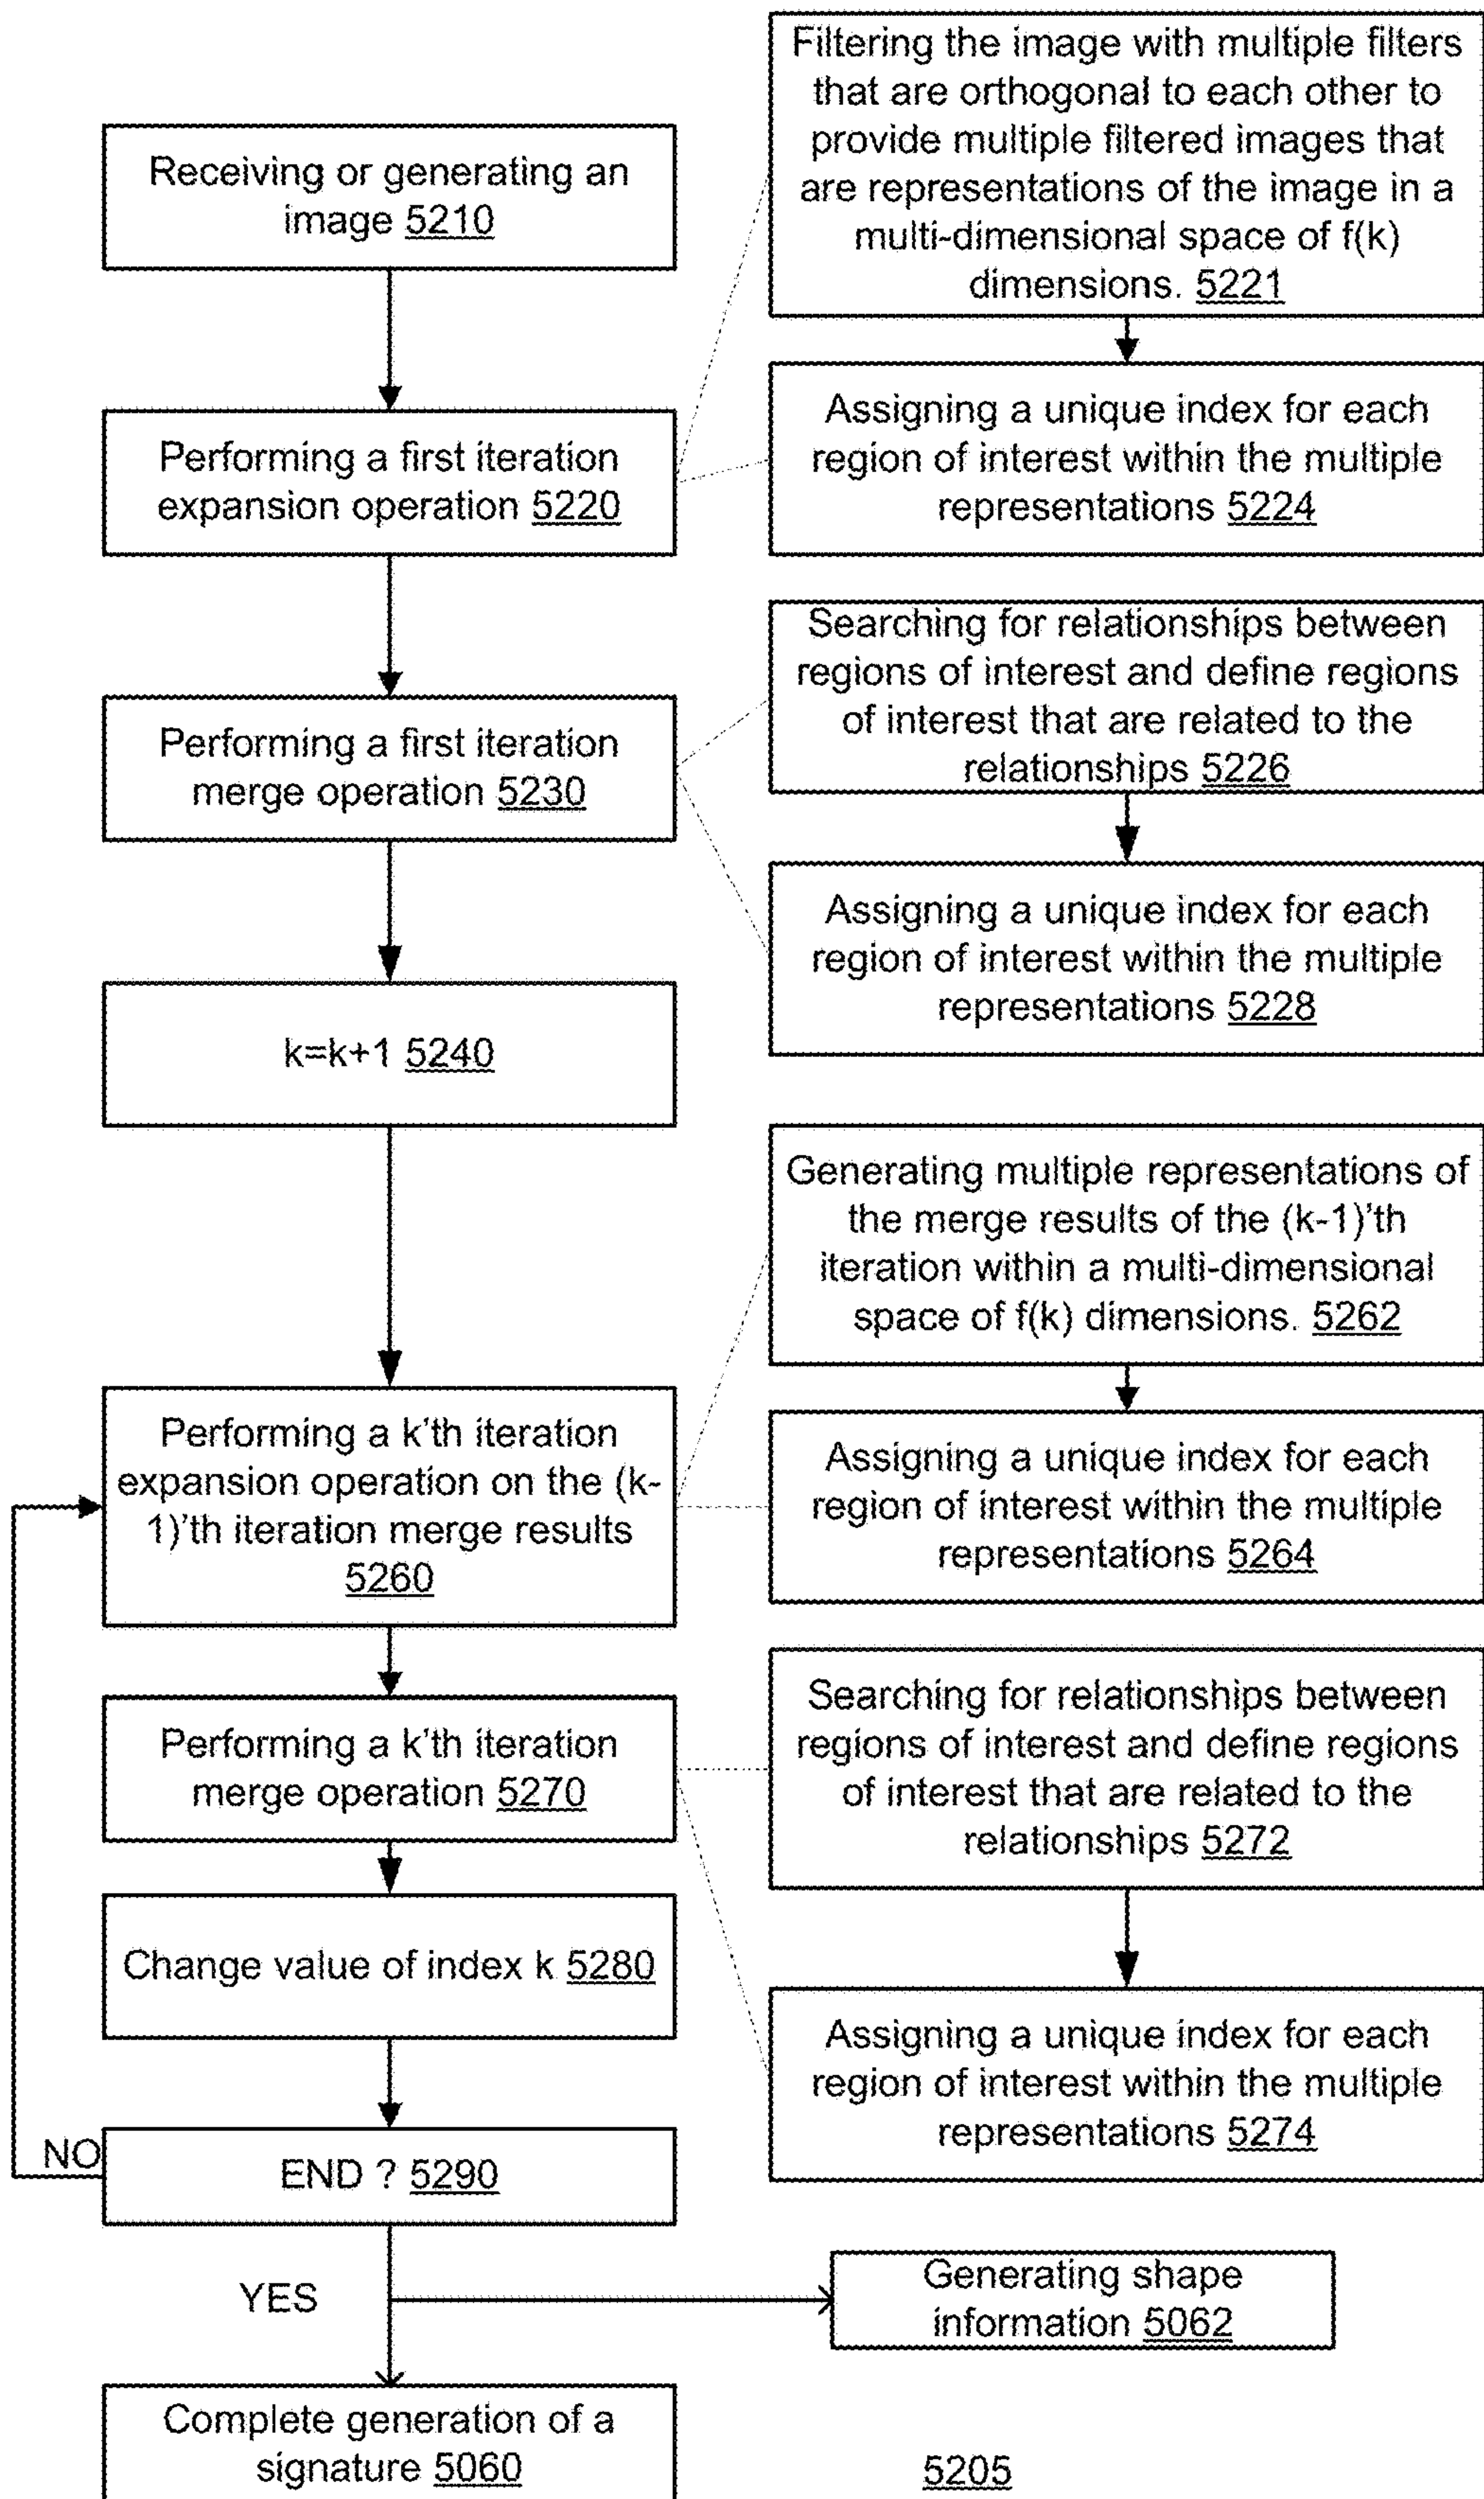 Receiving or generating an
image 5210
Filtering the image with multiple filters
that are orthogonal to each other to
provide multiple filtered images that
are representations of the image in a
multi-dimensional space of f(k)
dimensions. 5221
Performing a first iteration
expansion operation 5220
Assigning a unique index for each
region of interest within the multiple
representations 5224
Performing a first iteration
merge operation 5230
Searching for relationships between
regions of interest and define regions
of interest that are related to the
relationships 5226
Assigning a unique index for each
region of interest within the multiple
representations 5228
k=k+1 5240
Generating multiple representations of
the merge results of the (k-1)'th
iteration within a multi-dimensional
space of f(k) dimensions. 5262
Performing a k'th iteration
expansion operation on the (k-
1)'th iteration merge results
5260
Assigning a unique index for each
region of interest within the multiple
representations 5264
Performing a k'th iteration
merge operation 5270
Searching for relationships between
regions of interest and define regions
of interest that are related to the
relationships 5272
Change value of index k 5280
Assigning a unique index for each
region of interest within the multiple
representations 5274
NO
END ? 5290
YES
Generating shape
information 5062
Complete generation of a
signature 5060
5205